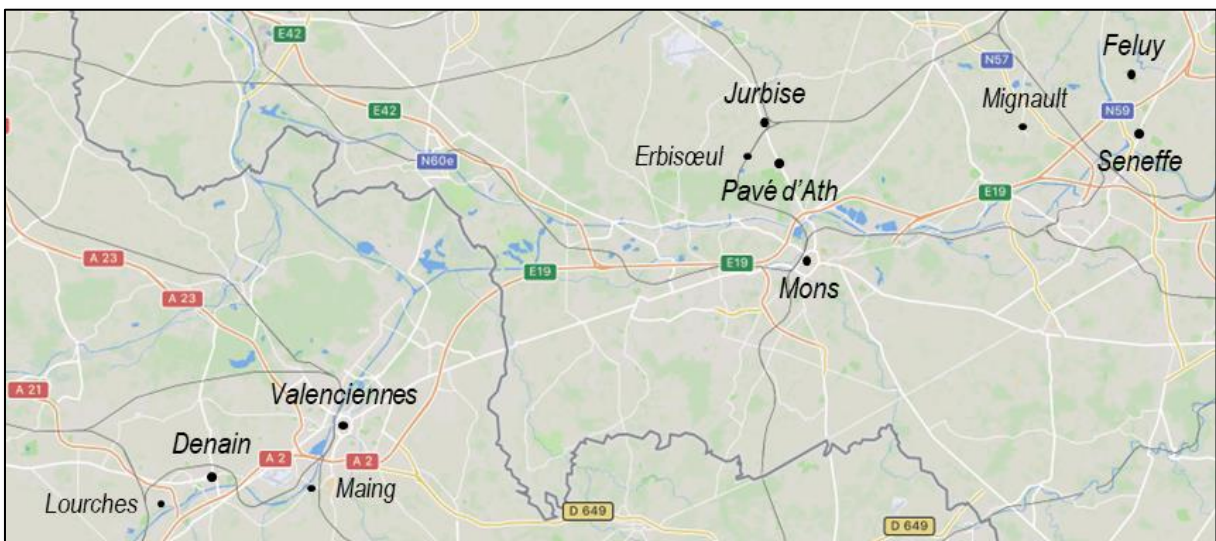 E42
Feluy
N57
Jurbise
Mignault
E42
N59
Erbisœul
Seneffe
N60e
Pavé d’Ath
E19
A 23
E19
E19
Mons
A 23
A 21
Valenciennes
Denain
A 2
A 2
Maing
Lourches
D 649
D 649